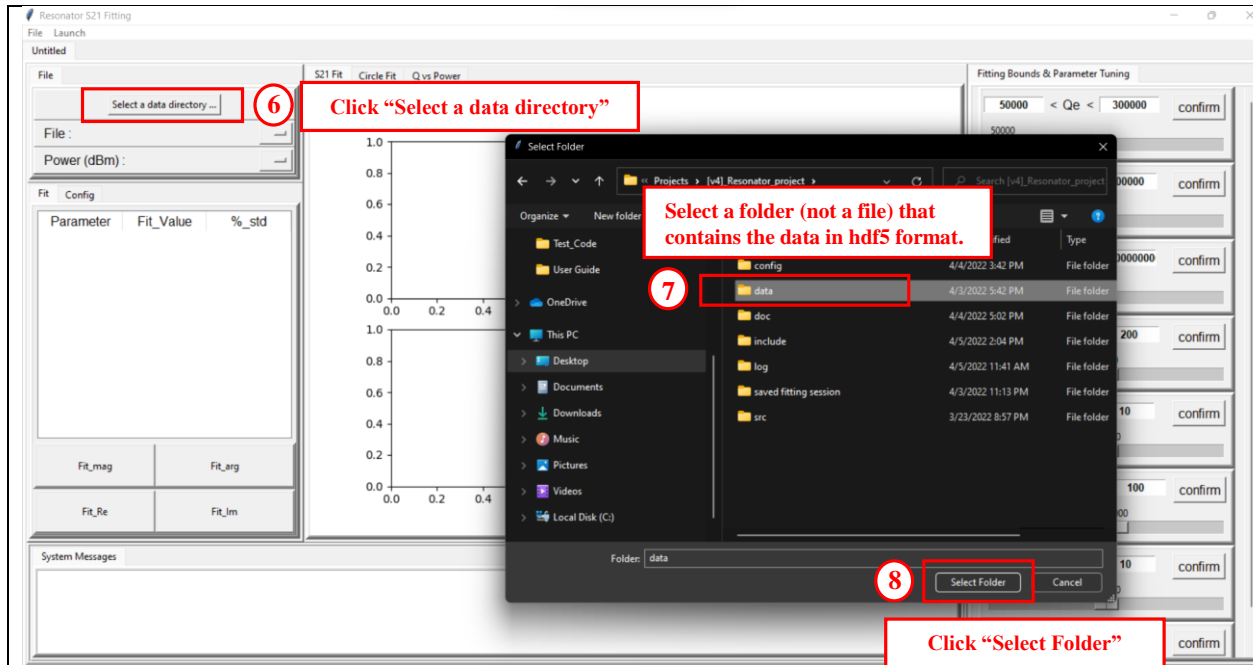 Resonator S21 Fitting
File Launch
Untitled
File
Select a data directory ...
6
Click “Select a data directory”
File :
Power (dBm) :
Fit Config
Parameter Fit_Value %_std
Fit_mag Fit_arg
Fit_Re Fit_Im
System Messages
S21 Fit Circle Fit Q vs Power
1.0
0.8
0.6
0.4
0.2
0.0
0.0 0.2 0.4
1.0
0.8
0.6
0.4
0.2
0.0
0.0 0.2 0.4
Select Folder
« Projects › [v4]_Resonator_project ›
Search [v4]_Resonator_project
Organize New folder
Select a folder (not a file) that
contains the data in hdf5 format.
Type
Test_Code
User Guide
OneDrive
This PC
Desktop
Documents
Downloads
Music
Pictures
Videos
Local Disk (C:)
config 4/4/2022 3:42 PM File folder
7
data 4/3/2022 5:42 PM File folder
doc 4/4/2022 5:02 PM File folder
include 4/5/2022 2:04 PM File folder
log 4/5/2022 11:41 AM File folder
saved fitting session 4/3/2022 11:13 PM File folder
src 3/23/2022 8:57 PM File folder
Folder: data
8
Select Folder Cancel
Click “Select Folder”
Fitting Bounds & Parameter Tuning
50000 < Qe < 300000 confirm
50000
confirm
confirm
200 confirm
10 confirm
100 confirm
10 confirm
confirm